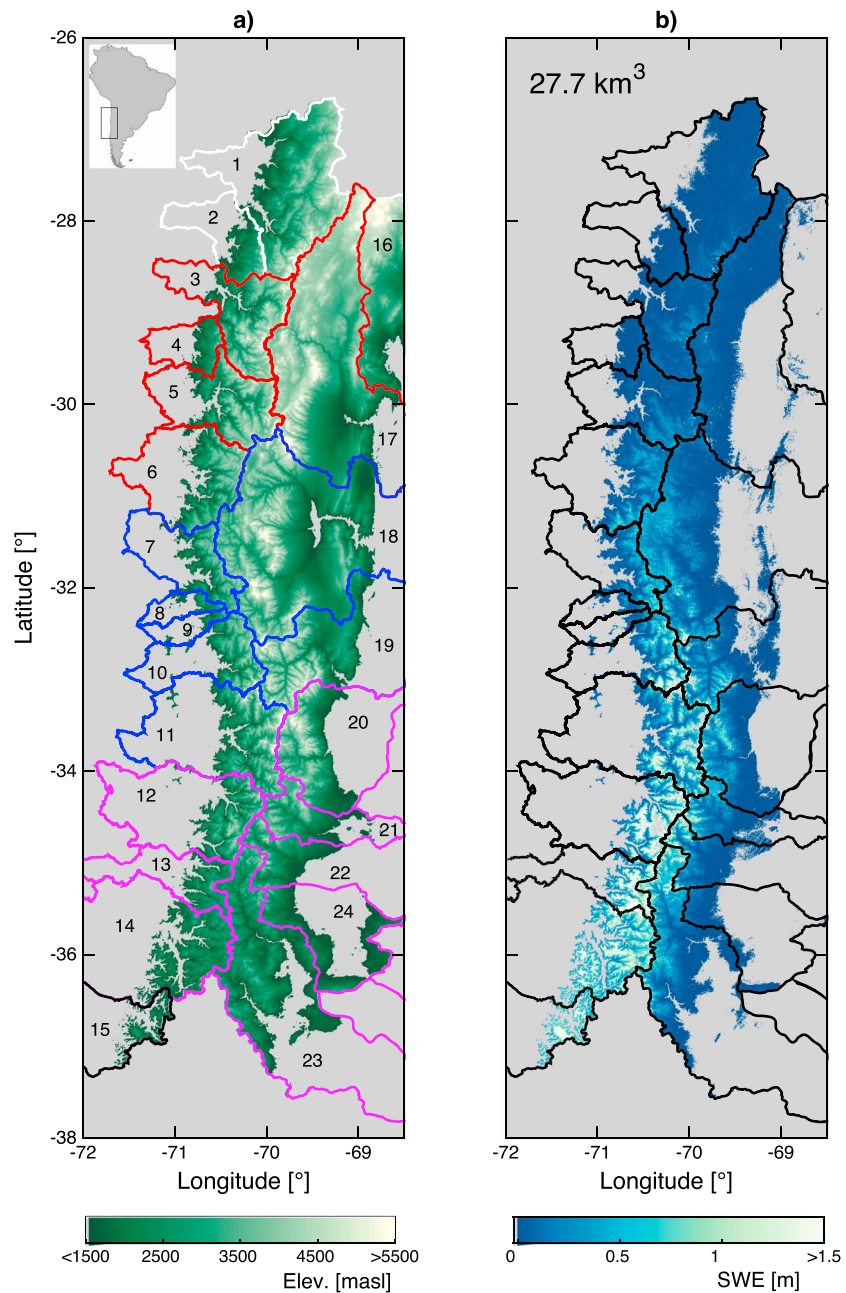 a)
b)
-26
-28
-30
-32
-34
-36
-38
Latitude [°]
27.7 km³
1
2
16
3
4
5
17
6
18
7
8
9
19
10
20
11
12
21
13
22
24
14
15
23
-72 -71 -70 -69
-72 -71 -70 -69
Longitude [°]
Longitude [°]
<1500 2500 3500 4500 >5500
Elev. [masl]
0 0.5 1 >1.5
SWE [m]